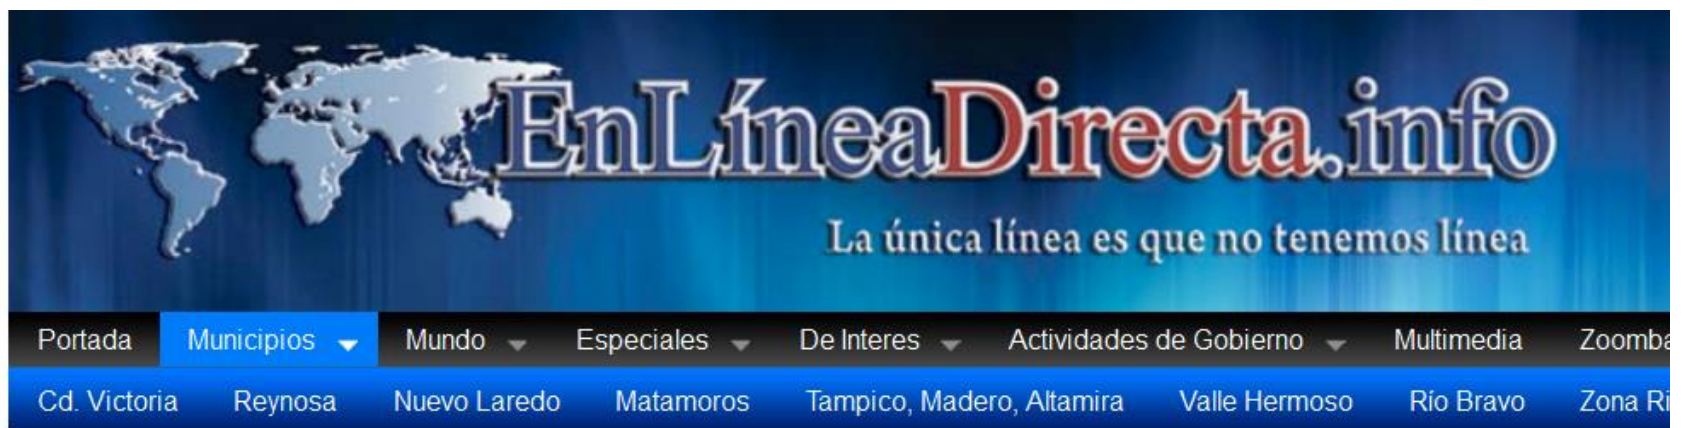 EnLíneaDirecta.info
La única línea es que no tenemos línea
Portada Municipios Mundo Especiales De Interes Actividades de Gobierno Multimedia
Cd. Victoria Reynosa Nuevo Laredo Matamoros Tampico, Madero, Altamira Valle Hermoso Río Bravo Zona